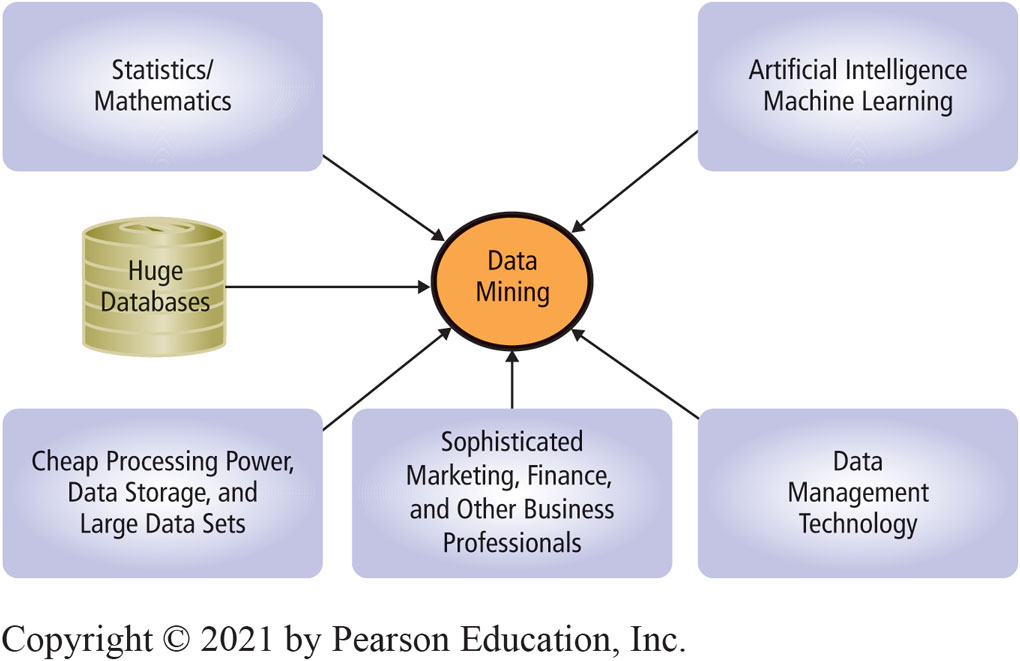 Statistics/
Mathematics
Artificial Intelligence
Machine Learning
Huge
Databases
Data
Mining
Cheap Processing Power,
Data Storage, and
Large Data Sets
Sophisticated
Marketing, Finance,
and Other Business
Professionals
Data
Management
Technology
Copyright © 2021 by Pearson Education, Inc.